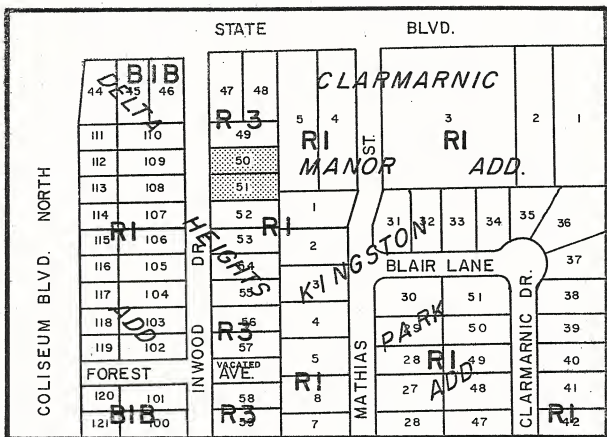 STATE BLVD.
COLISEUM BLVD. NORTH
INWOOD DR.
MATHIAS ST.
CLARMARNIC DR.
BLAIR LANE
FOREST AVE.
VACATED
DELTA HEIGHTS ADD
CLARMARNIC MANOR ADD.
KINGSTON PARK ADD
B1B
44 45 46
111 110
112 109
113 108
114 107
R1
115 106
116 105
117 104
118 103
119 102
120 101
B1B
121 100
47 48
R3
49
50
51
52
R1
53
54
55
R3
56
57
58
R3
59
5 4
R1
1
2
3
4
5
R1
8
7
3 2 1
R1
31 32 33 34 35 36
37
30 51 38
29 50 39
28 R1 49 40
27 48 41
28 47 R1 42